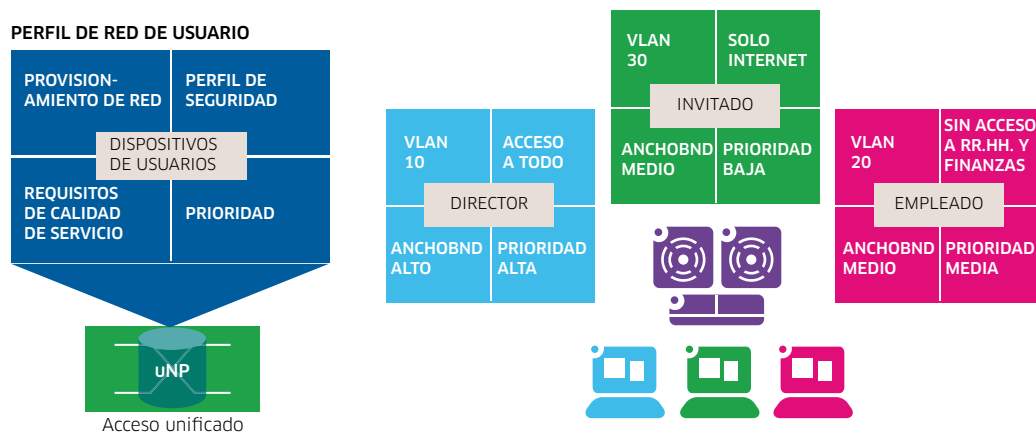 PERFIL DE RED DE USUARIO
PROVISION-
AMIENTO DE RED
PERFIL DE
SEGURIDAD
DISPOSITIVOS
DE USUARIOS
REQUISITOS
DE CALIDAD
DE SERVICIO
PRIORIDAD
uNP
Acceso unificado
VLAN
10
ACCESO
A TODO
DIRECTOR
ANCHOBND
ALTO
PRIORIDAD
ALTA
VLAN
30
SOLO
INTERNET
INVITADO
ANCHOBND
MEDIO
PRIORIDAD
BAJA
VLAN
20
SIN ACCESO
A RR.HH. Y
FINANZAS
EMPLEADO
ANCHOBND
MEDIO
PRIORIDAD
MEDIA